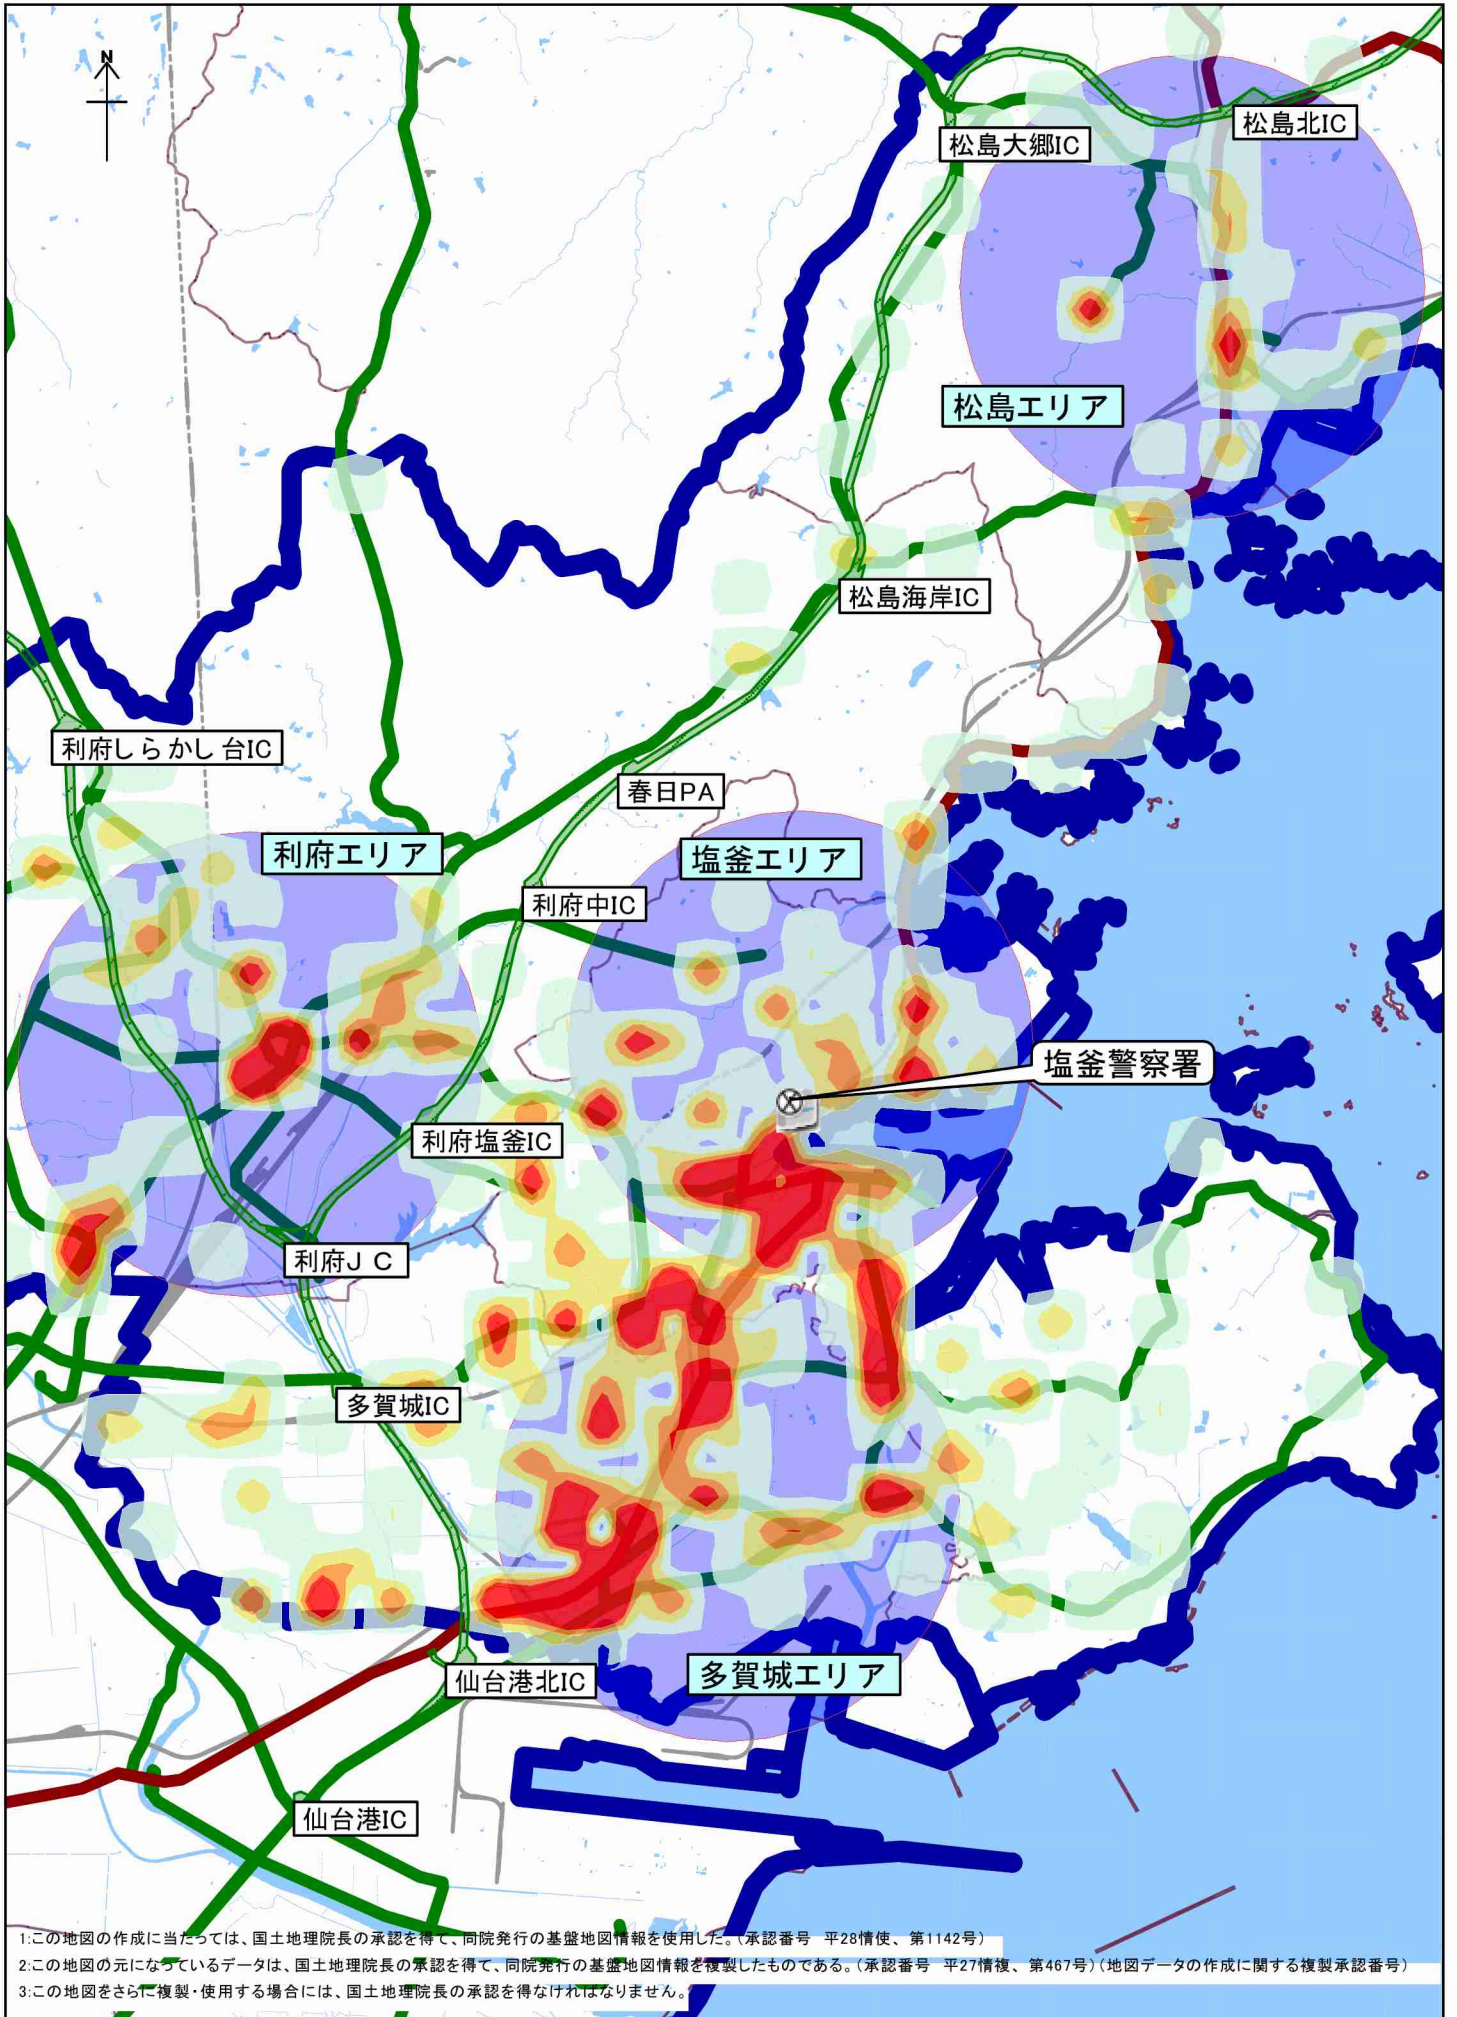 N
松島北IC
松島大郷IC
松島エリア
松島海岸IC
利府しらかし台IC
春日PA
利府エリア
塩釜エリア
利府中IC
塩釜警察署
利府塩釜IC
利府JC
多賀城IC
多賀城エリア
仙台港北IC
仙台港IC
1:この地図の作成に当たっては、国土地理院長の承認を得て、同院発行の基盤地図情報を使用した。(承認番号 平28情使、第1142号)
2:この地図の元になっているデータは、国土地理院長の承認を得て、同院発行の基盤地図情報を複製したものである。(承認番号 平27情複、第467号)(地図データの作成に関する複製承認番号)
3:この地図をさらに複製・使用する場合には、国土地理院長の承認を得なければなりません。